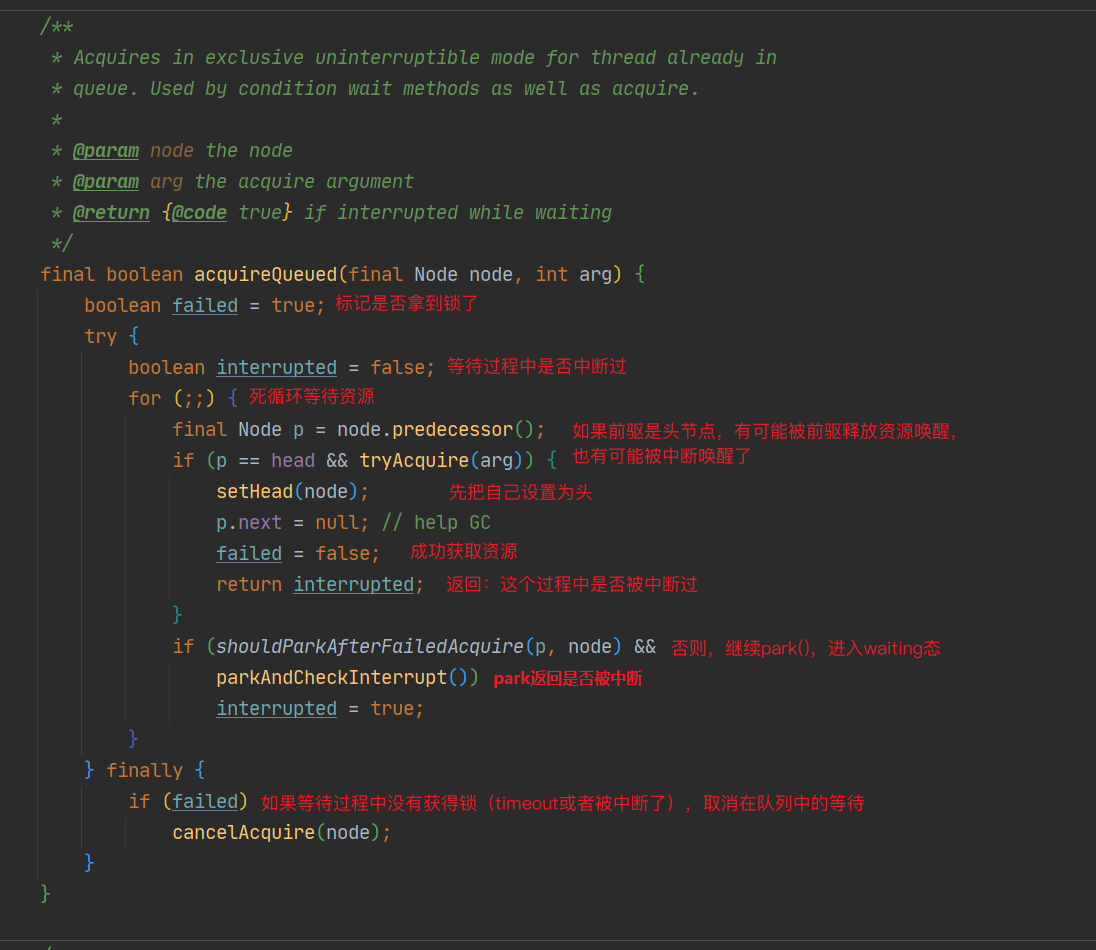 /**
* Acquires in exclusive uninterruptible mode for thread already in
* queue. Used by condition wait methods as well as acquire.
*
* @param node the node
* @param arg the acquire argument
* @return {@code true} if interrupted while waiting
*/
final boolean acquireQueued(final Node node, int arg) {
boolean failed = true; 标记是否拿到锁了
try {
boolean interrupted = false; 等待过程中是否中断过
for (;;) { 死循环等待资源
final Node p = node.predecessor(); 如果前驱是头节点，有可能被前驱释放资源唤醒，
if (p == head && tryAcquire(arg)) { 也有可能被中断唤醒了
setHead(node); 先把自己设置为头
p.next = null; // help GC
failed = false; 成功获取资源
return interrupted; 返回：这个过程中是否被中断过
}
if (shouldParkAfterFailedAcquire(p, node) && 否则，继续park()，进入waiting态
parkAndCheckInterrupt()) park返回是否被中断
interrupted = true;
}
} finally {
if (failed) 如果等待过程中没有获得锁（timeout或者被中断了），取消在队列中的等待
cancelAcquire(node);
}
}